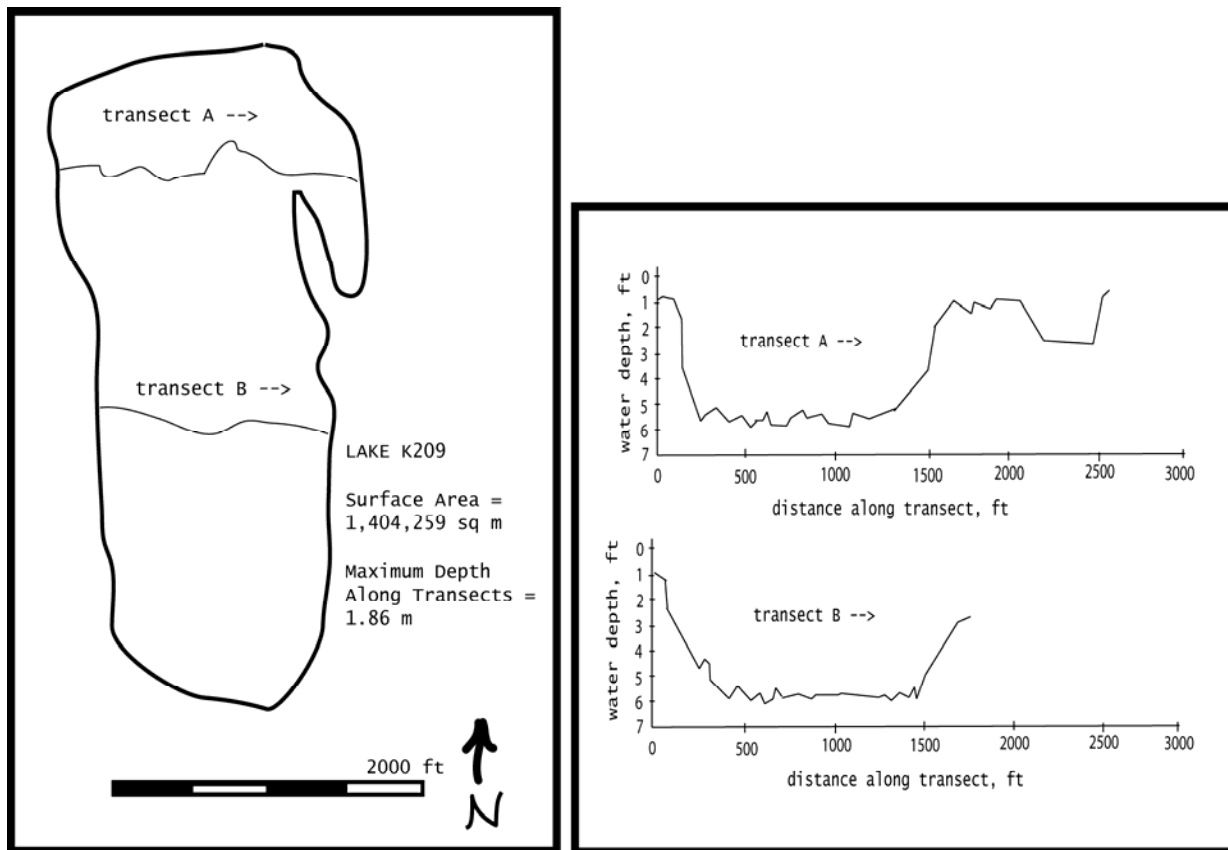 transect A -->
transect B -->
LAKE K209
Surface Area =
1,404,259 sq m
Maximum Depth
Along Transects =
1.86 m
2000 ft
N
water depth, ft
0
1
2
3
4
5
6
7
transect A -->
0 500 1000 1500 2000 2500 3000
distance along transect, ft
water depth, ft
0
1
2
3
4
5
6
7
transect B -->
0 500 1000 1500 2000 2500 3000
distance along transect, ft